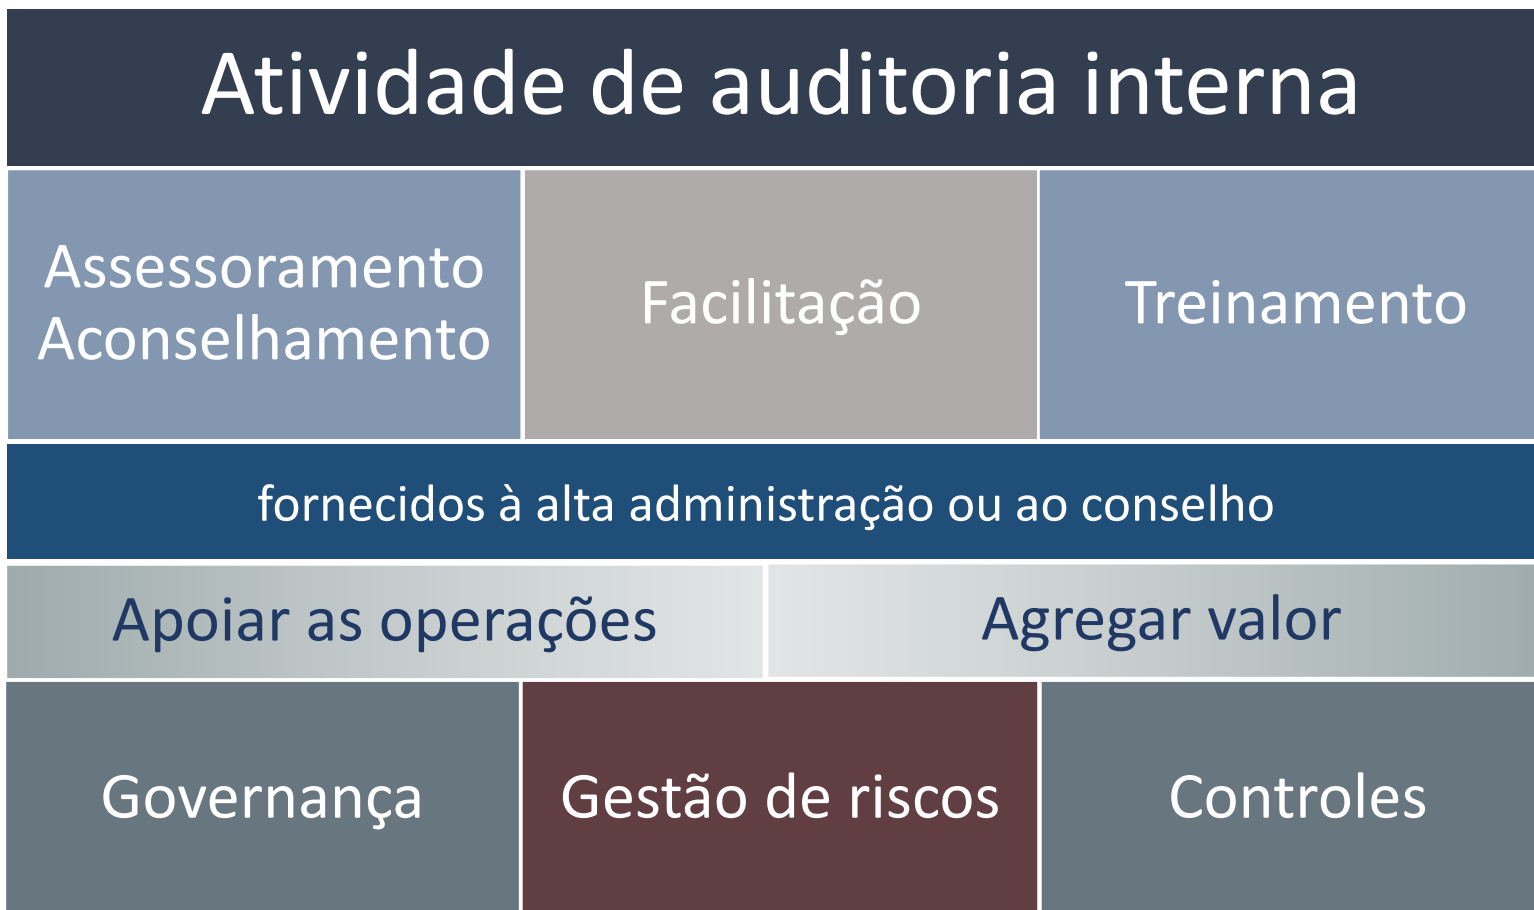 Atividade de auditoria interna
Assessoramento
Aconselhamento
Facilitação
Treinamento
fornecidos à alta administração ou ao conselho
Apoiar as operações
Agregar valor
Governança
Gestão de riscos
Controles